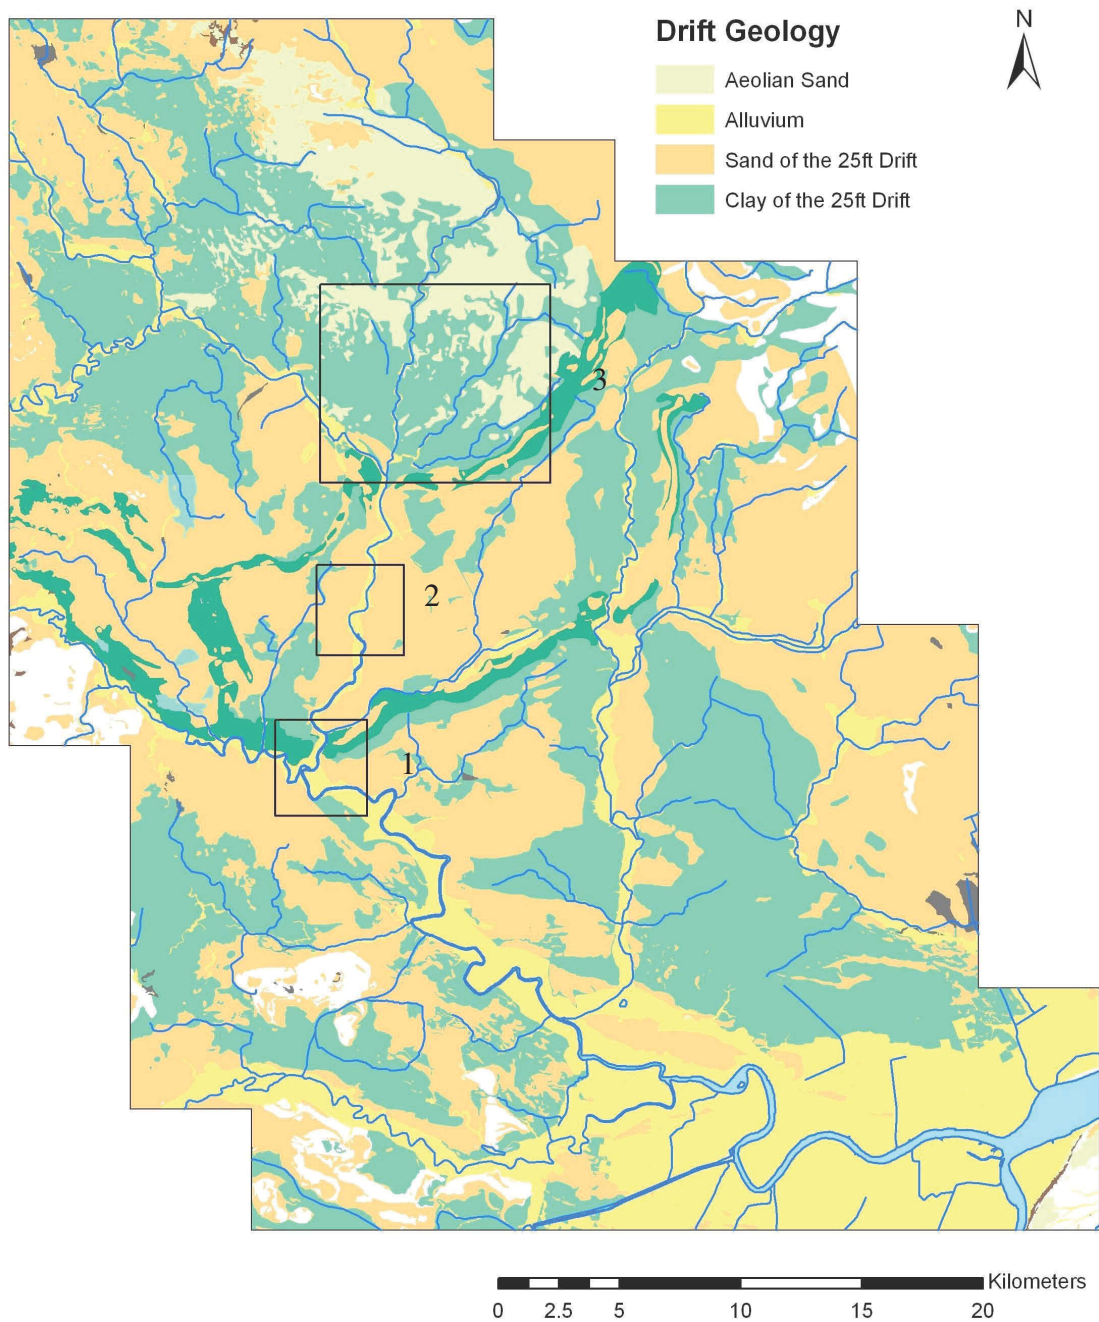 N
Drift Geology
Aeolian Sand
Alluvium
Sand of the 25ft Drift
Clay of the 25ft Drift
3
2
1
Kilometers
0 2.5 5 10 15 20